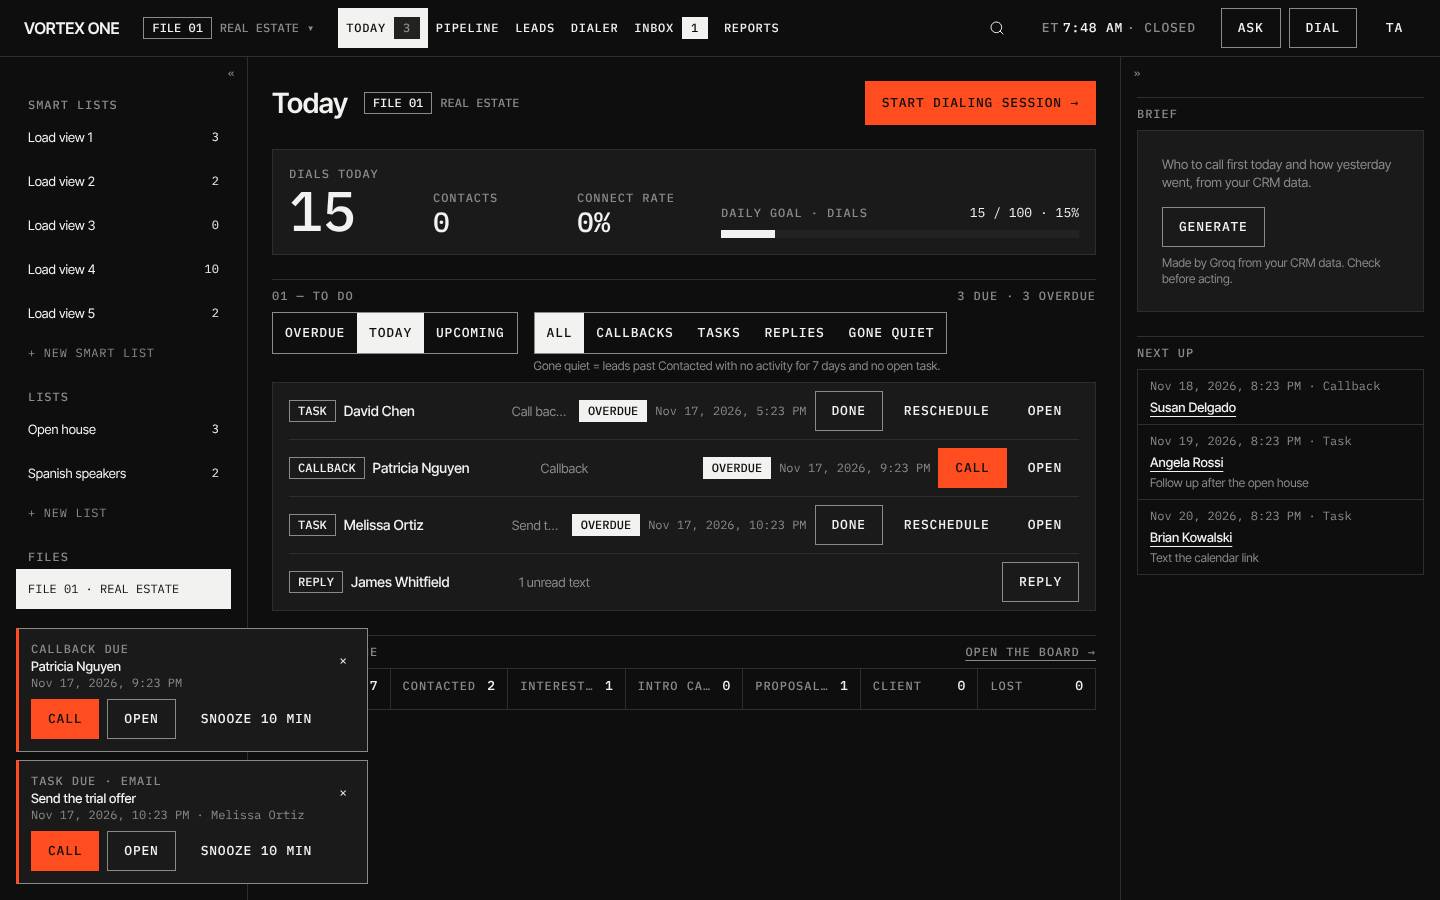 VORTEX ONE FILE 01 REAL ESTATE ▾ TODAY 3 PIPELINE LEADS DIALER INBOX 1 REPORTS ET 7:48 AM · CLOSED ASK DIAL TA
«
SMART LISTS
Load view 1 3
Load view 2 2
Load view 3 0
Load view 4 10
Load view 5 2
+ NEW SMART LIST
LISTS
Open house 3
Spanish speakers 2
+ NEW LIST
FILES
FILE 01 · REAL ESTATE
Today FILE 01 REAL ESTATE START DIALING SESSION →
DIALS TODAY
15
CONTACTS
0
CONNECT RATE
0%
DAILY GOAL · DIALS 15 / 100 · 15%
01 — TO DO 3 DUE · 3 OVERDUE
OVERDUE TODAY UPCOMING ALL CALLBACKS TASKS REPLIES GONE QUIET
Gone quiet = leads past Contacted with no activity for 7 days and no open task.
TASK David Chen Call bac… OVERDUE Nov 17, 2026, 5:23 PM DONE RESCHEDULE OPEN
CALLBACK Patricia Nguyen Callback OVERDUE Nov 17, 2026, 9:23 PM CALL OPEN
TASK Melissa Ortiz Send t… OVERDUE Nov 17, 2026, 10:23 PM DONE RESCHEDULE OPEN
REPLY James Whitfield 1 unread text REPLY
E OPEN THE BOARD →
7 CONTACTED 2 INTEREST… 1 INTRO CA… 0 PROPOSAL… 1 CLIENT 0 LOST 0
CALLBACK DUE
Patricia Nguyen ×
Nov 17, 2026, 9:23 PM
CALL OPEN SNOOZE 10 MIN
TASK DUE · EMAIL
Send the trial offer ×
Nov 17, 2026, 10:23 PM · Melissa Ortiz
CALL OPEN SNOOZE 10 MIN
»
BRIEF
Who to call first today and how yesterday
went, from your CRM data.
GENERATE
Made by Groq from your CRM data. Check
before acting.
NEXT UP
Nov 18, 2026, 8:23 PM · Callback
Susan Delgado
Nov 19, 2026, 8:23 PM · Task
Angela Rossi
Follow up after the open house
Nov 20, 2026, 8:23 PM · Task
Brian Kowalski
Text the calendar link